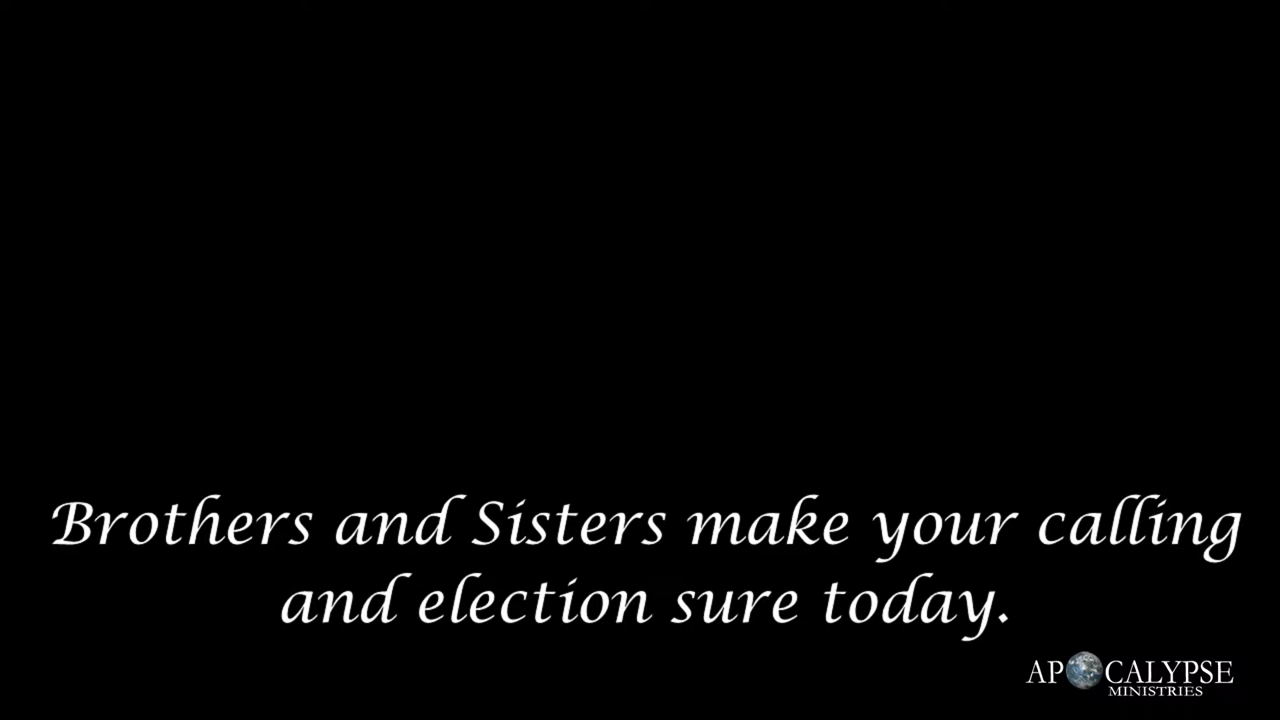 Brothers and Sisters make your calling
and election sure today.
APOCALYPSE
MINISTRIES